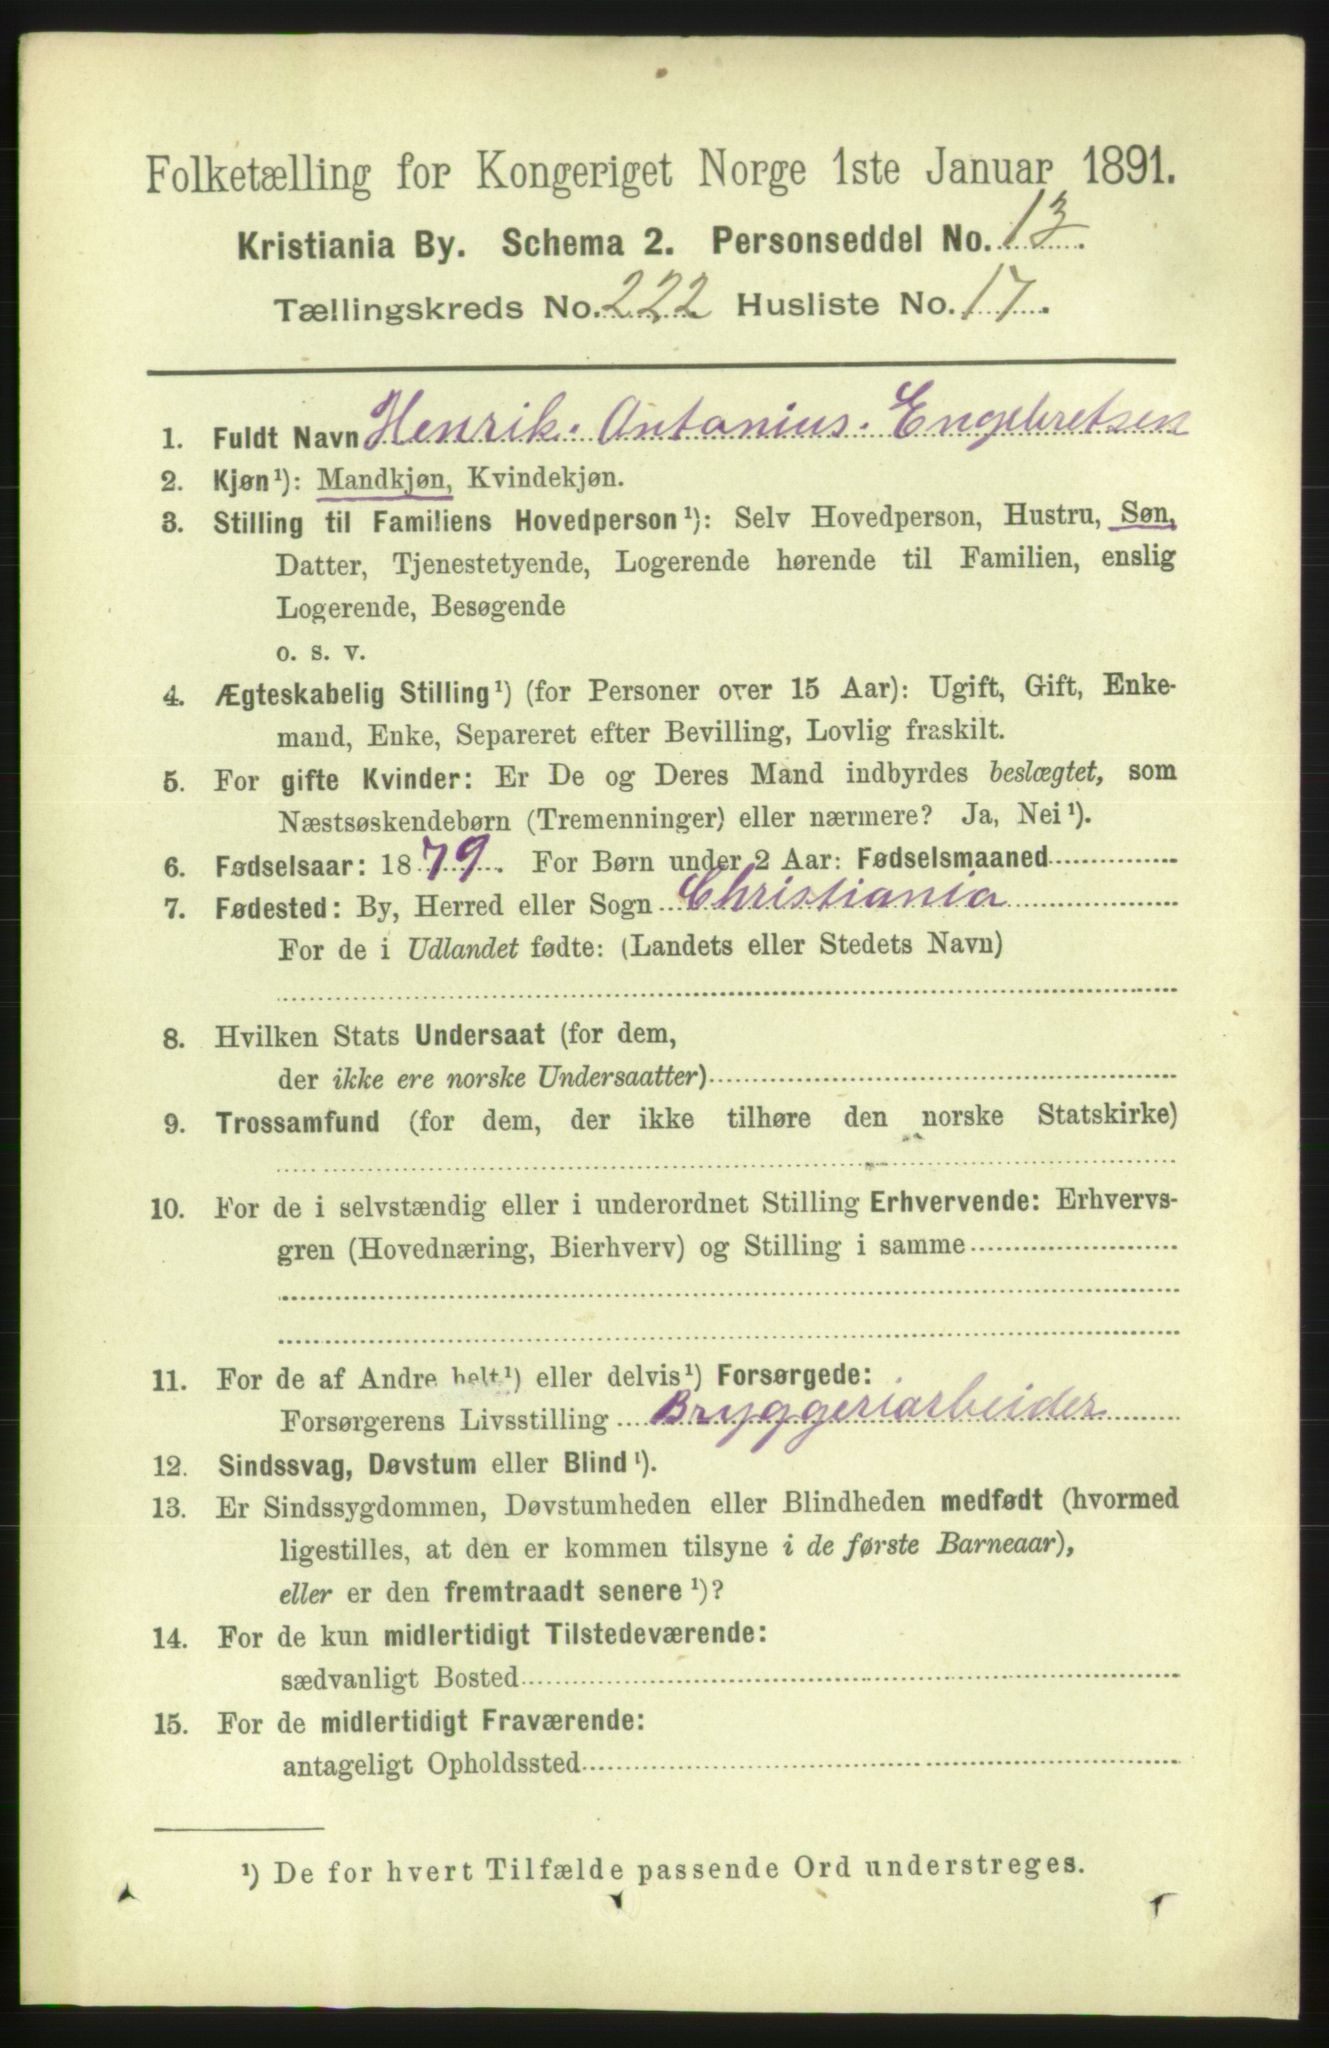 Folketælling for Kongeriget Norge 1ste Januar 1891.
Kristiania By. Schema 2. Personseddel No. 13.
Tællingskreds No. 222 Husliste No. 17.
1. Fuldt Navn Henrik. Antonius. Engebretsen
2. Kjøn¹): Mandkjøn, Kvindekjøn.
3. Stilling til Familiens Hovedperson¹): Selv Hovedperson, Hustru, Søn,
Datter, Tjenestetyende, Logerende hørende til Familien, enslig
Logerende, Besøgende
o. s. v.
4. Ægteskabelig Stilling¹) (for Personer over 15 Aar): Ugift, Gift, Enke-
mand, Enke, Separeret efter Bevilling, Lovlig fraskilt.
5. For gifte Kvinder: Er De og Deres Mand indbyrdes beslægtet, som
Næstsøskendebørn (Tremenninger) eller nærmere? Ja, Nei¹).
6. Fødselsaar: 1879. For Børn under 2 Aar: Fødselsmaaned
7. Fødested: By, Herred eller Sogn Christiania
For de i Udlandet fødte: (Landets eller Stedets Navn)
8. Hvilken Stats Undersaat (for dem,
der ikke ere norske Undersaatter)
9. Trossamfund (for dem, der ikke tilhøre den norske Statskirke)
10. For de i selvstændig eller i underordnet Stilling Erhvervende: Erhvervs-
gren (Hovednæring, Bierhverv) og Stilling i samme
11. For de af Andre helt¹) eller delvis¹) Forsørgede:
Forsørgerens Livsstilling Bryggeriarbeider
12. Sindssvag, Døvstum eller Blind¹).
13. Er Sindssygdommen, Døvstumheden eller Blindheden medfødt (hvormed
ligestilles, at den er kommen tilsyne i de første Barneaar),
eller er den fremtraadt senere¹)?
14. For de kun midlertidigt Tilstedeværende:
sædvanligt Bosted
15. For de midlertidigt Fraværende:
antageligt Opholdssted
¹) De for hvert Tilfælde passende Ord understreges.